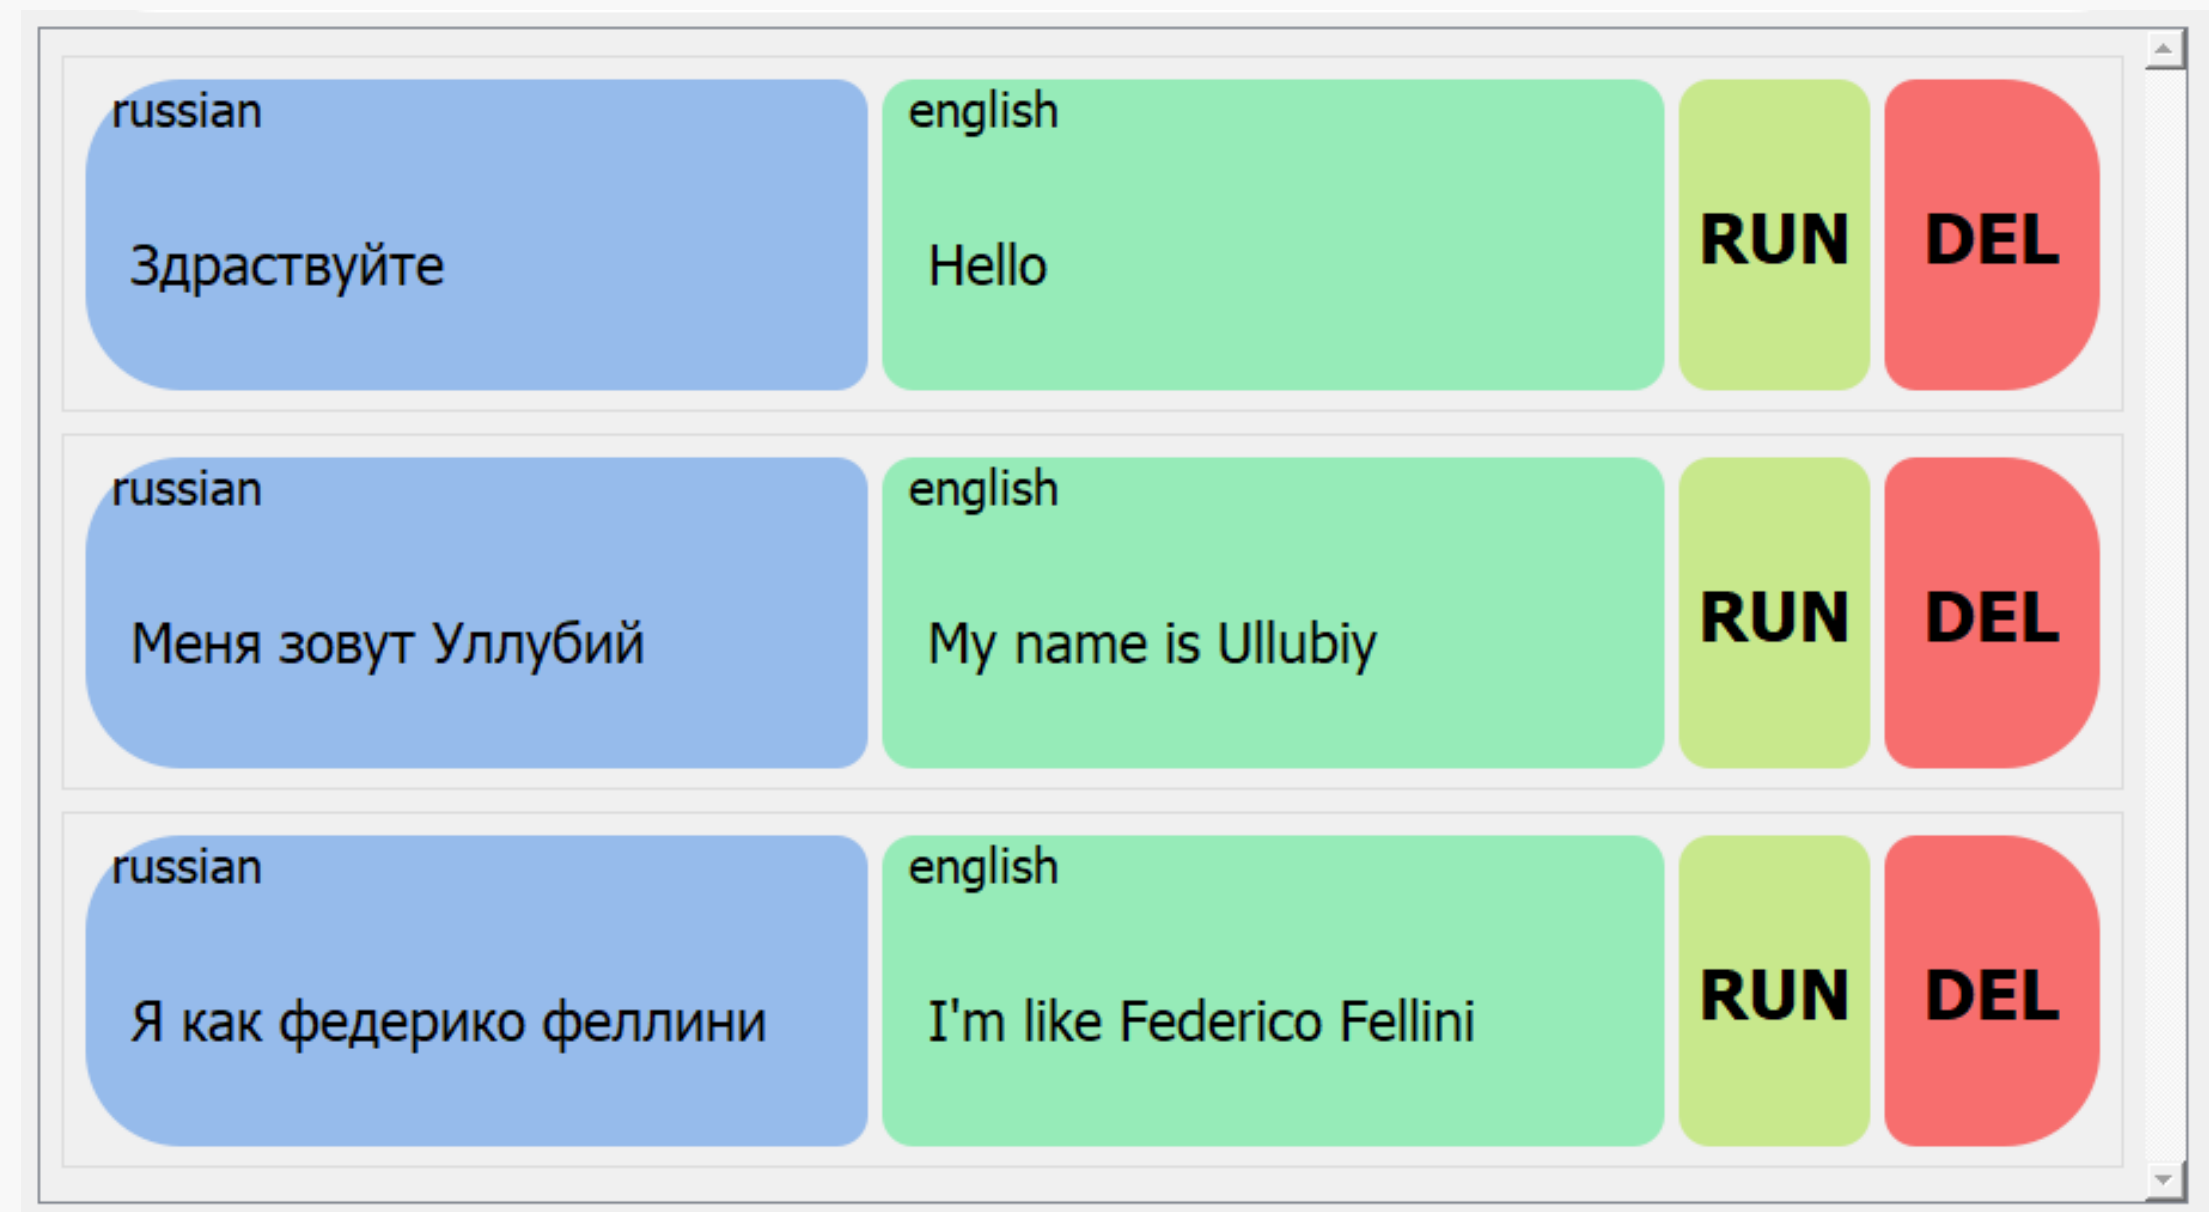 russian
english
Здраствуйте
Hello
RUN
DEL
russian
english
Меня зовут Уллубий
My name is Ullubiy
RUN
DEL
russian
english
Я как федерико феллини
I'm like Federico Fellini
RUN
DEL